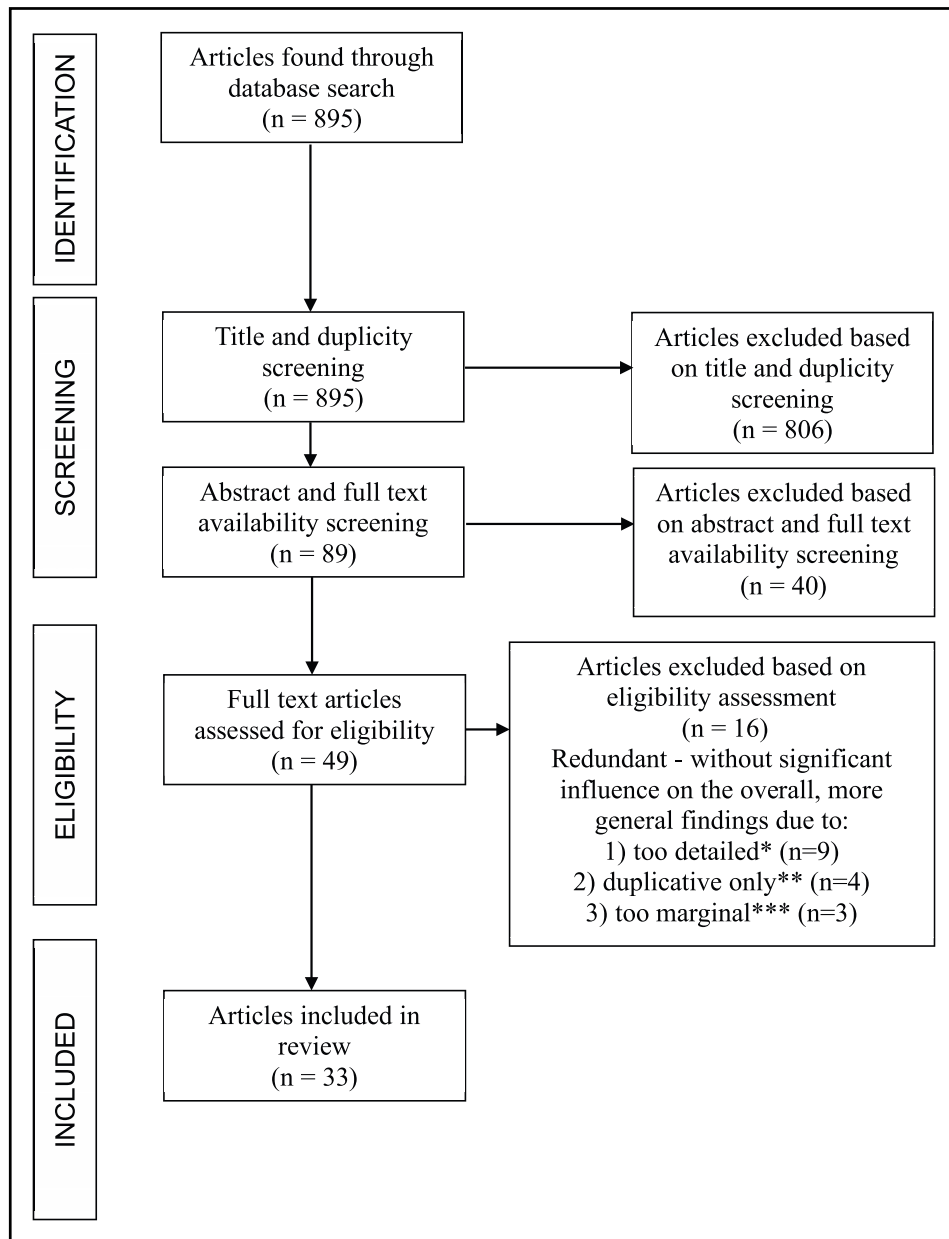 IDENTIFICATION
Articles found through
database search
(n = 895)
SCREENING
Title and duplicity
screening
(n = 895)
Articles excluded based
on title and duplicity
screening
(n = 806)
Abstract and full text
availability screening
(n = 89)
Articles excluded based
on abstract and full text
availability screening
(n = 40)
ELIGIBILITY
Full text articles
assessed for eligibility
(n = 49)
Articles excluded based on
eligibility assessment
(n = 16)
Redundant - without significant
influence on the overall, more
general findings due to:
1) too detailed* (n=9)
2) duplicative only** (n=4)
3) too marginal*** (n=3)
INCLUDED
Articles included in
review
(n = 33)